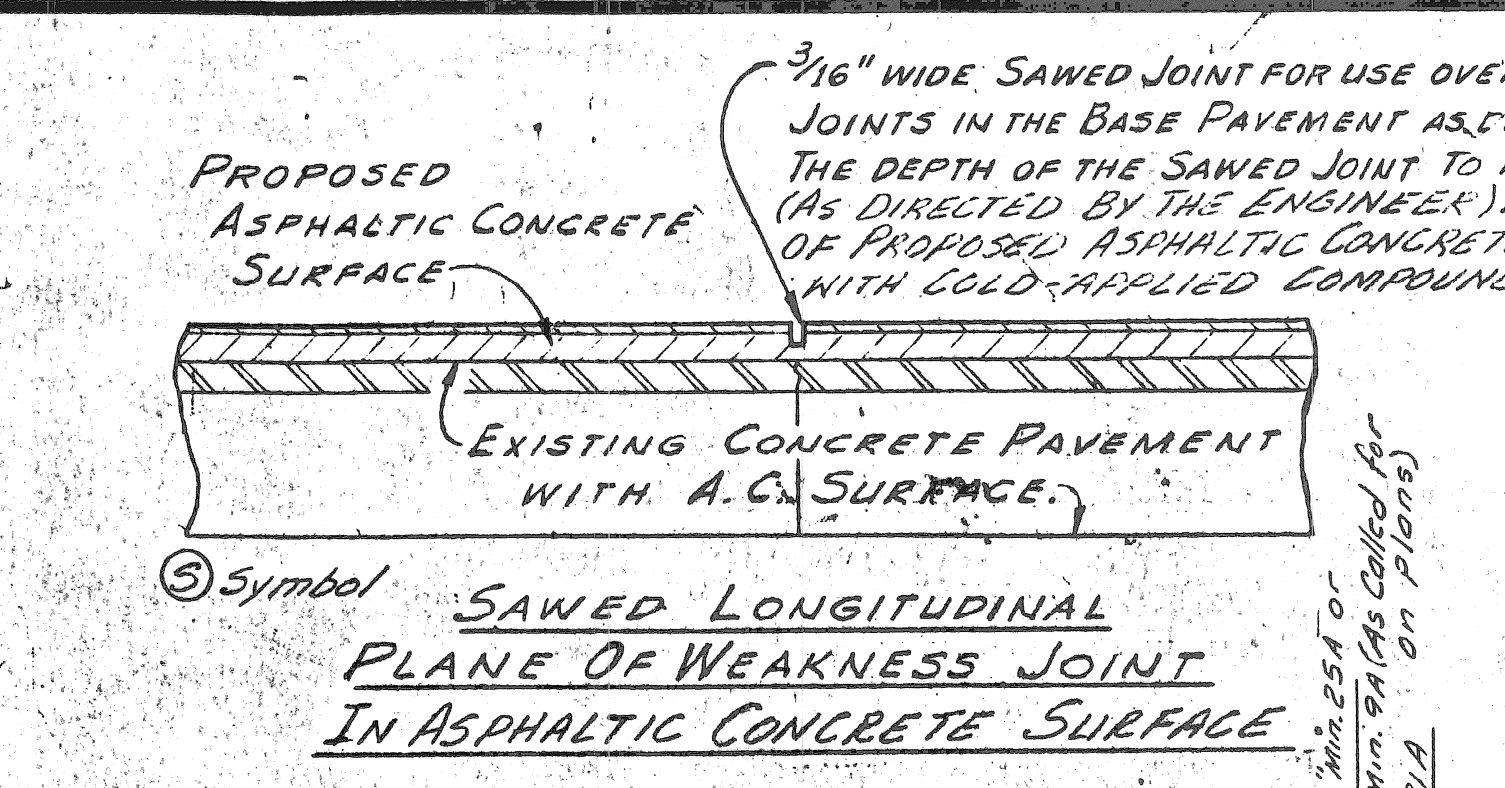 3/16" WIDE SAWED JOINT FOR USE
JOINTS IN THE BASE PAVEMENT AS
THE DEPTH OF THE SAWED JOINT TO
(AS DIRECTED BY THE ENGINEER).
OF PROPOSED ASPHALTIC
WITH COLD-APPLIED
PROPOSED
ASPHALTIC CONCRETE
SURFACE
EXISTING CONCRETE PAVEMENT
WITH A.C. SURFACE.
S Symbol
SAWED LONGITUDINAL
PLANE OF WEAKNESS JOINT
IN ASPHALTIC CONCRETE SURFACE
Min. 25A or
Min. 9A (As Called for
on Plans)